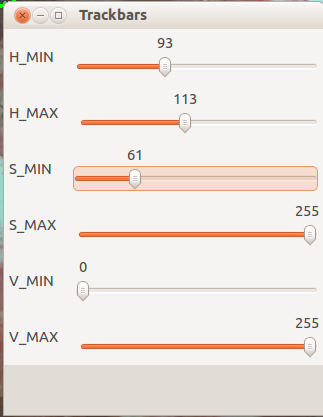 Trackbars
93
H_MIN
113
H_MAX
61
S_MIN
255
S_MAX
0
V_MIN
255
V_MAX